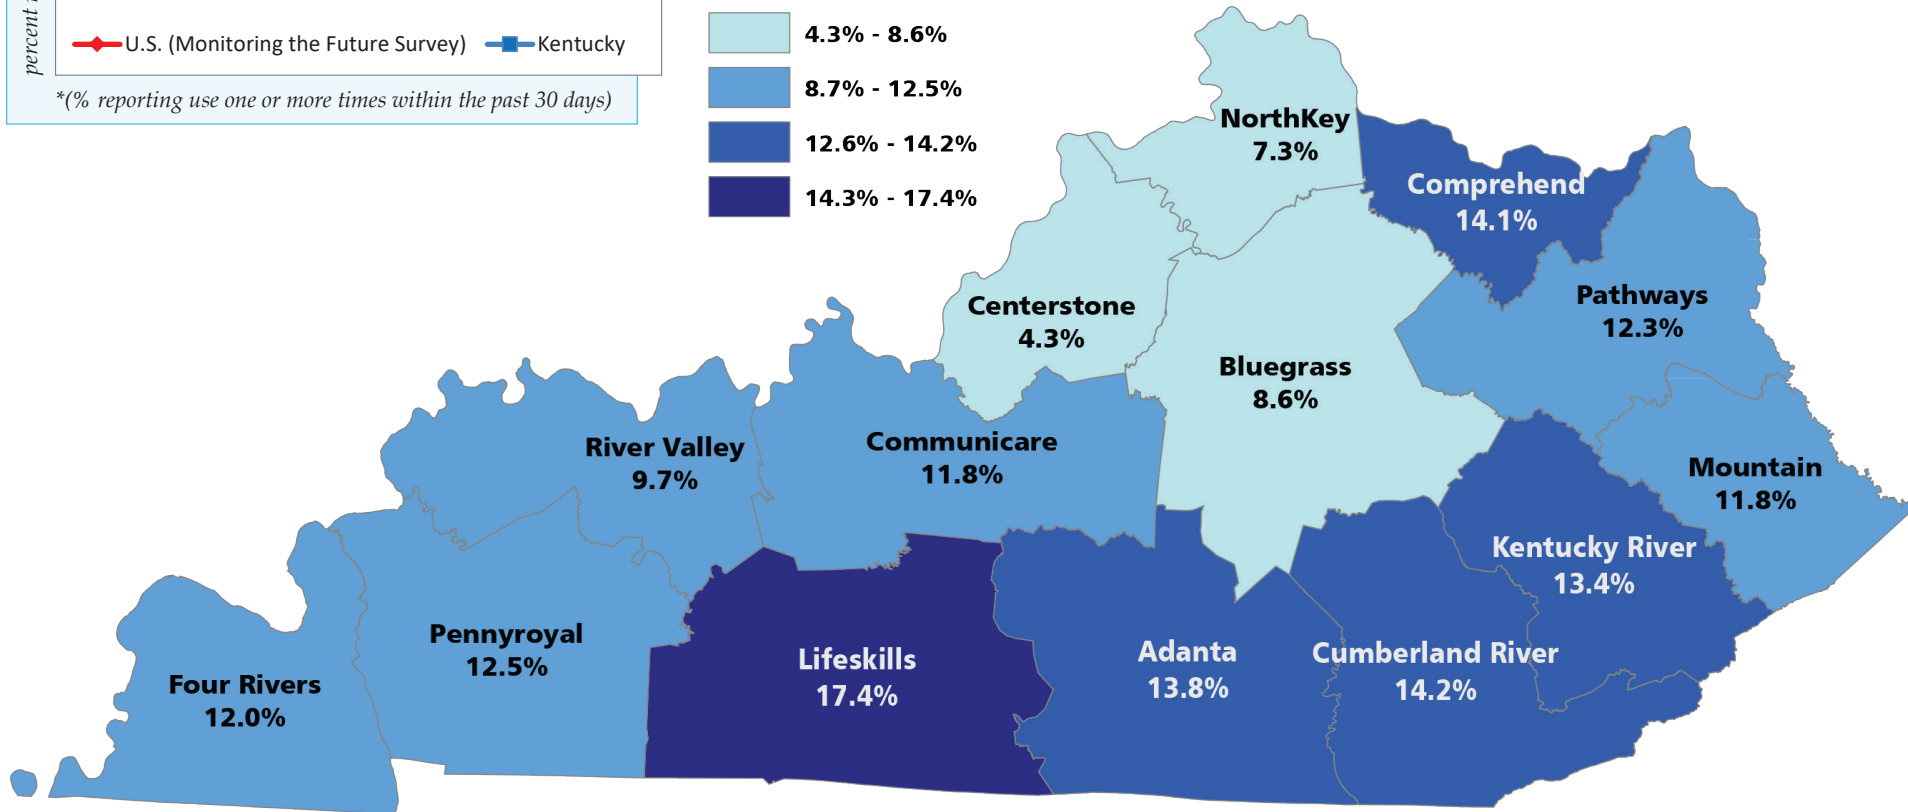 percent
U.S. (Monitoring the Future Survey) Kentucky
*(% reporting use one or more times within the past 30 days)
4.3% - 8.6%
8.7% - 12.5%
12.6% - 14.2%
14.3% - 17.4%
NorthKey
7.3%
Comprehend
14.1%
Pathways
12.3%
Centerstone
4.3%
Bluegrass
8.6%
River Valley
9.7%
Communicare
11.8%
Mountain
11.8%
Kentucky River
13.4%
Pennyroyal
12.5%
Four Rivers
12.0%
Lifeskills
17.4%
Adanta
13.8%
Cumberland River
14.2%